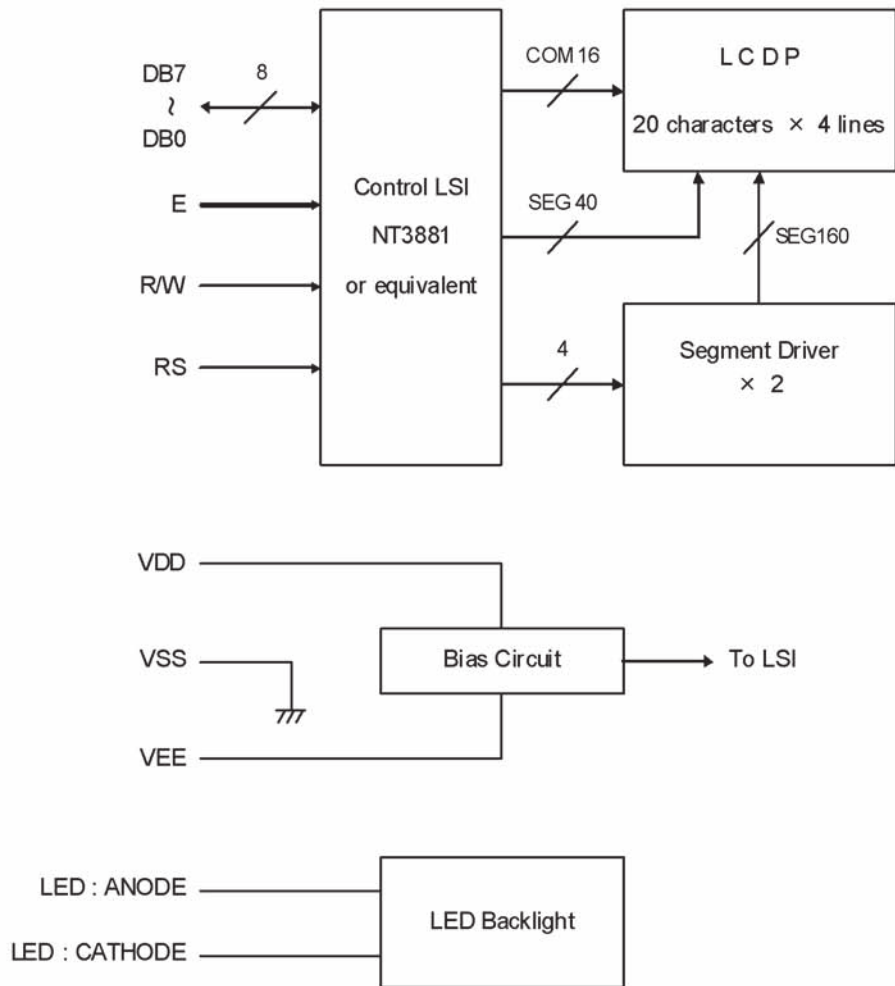 DB7
~
DB0
8
E
R/W
RS
Control LSI
NT3881
or equivalent
COM 16
SEG 40
4
L C D P
20 characters × 4 lines
SEG160
Segment Driver
× 2
VDD
VSS
VEE
Bias Circuit
To LSI
LED : ANODE
LED : CATHODE
LED Backlight